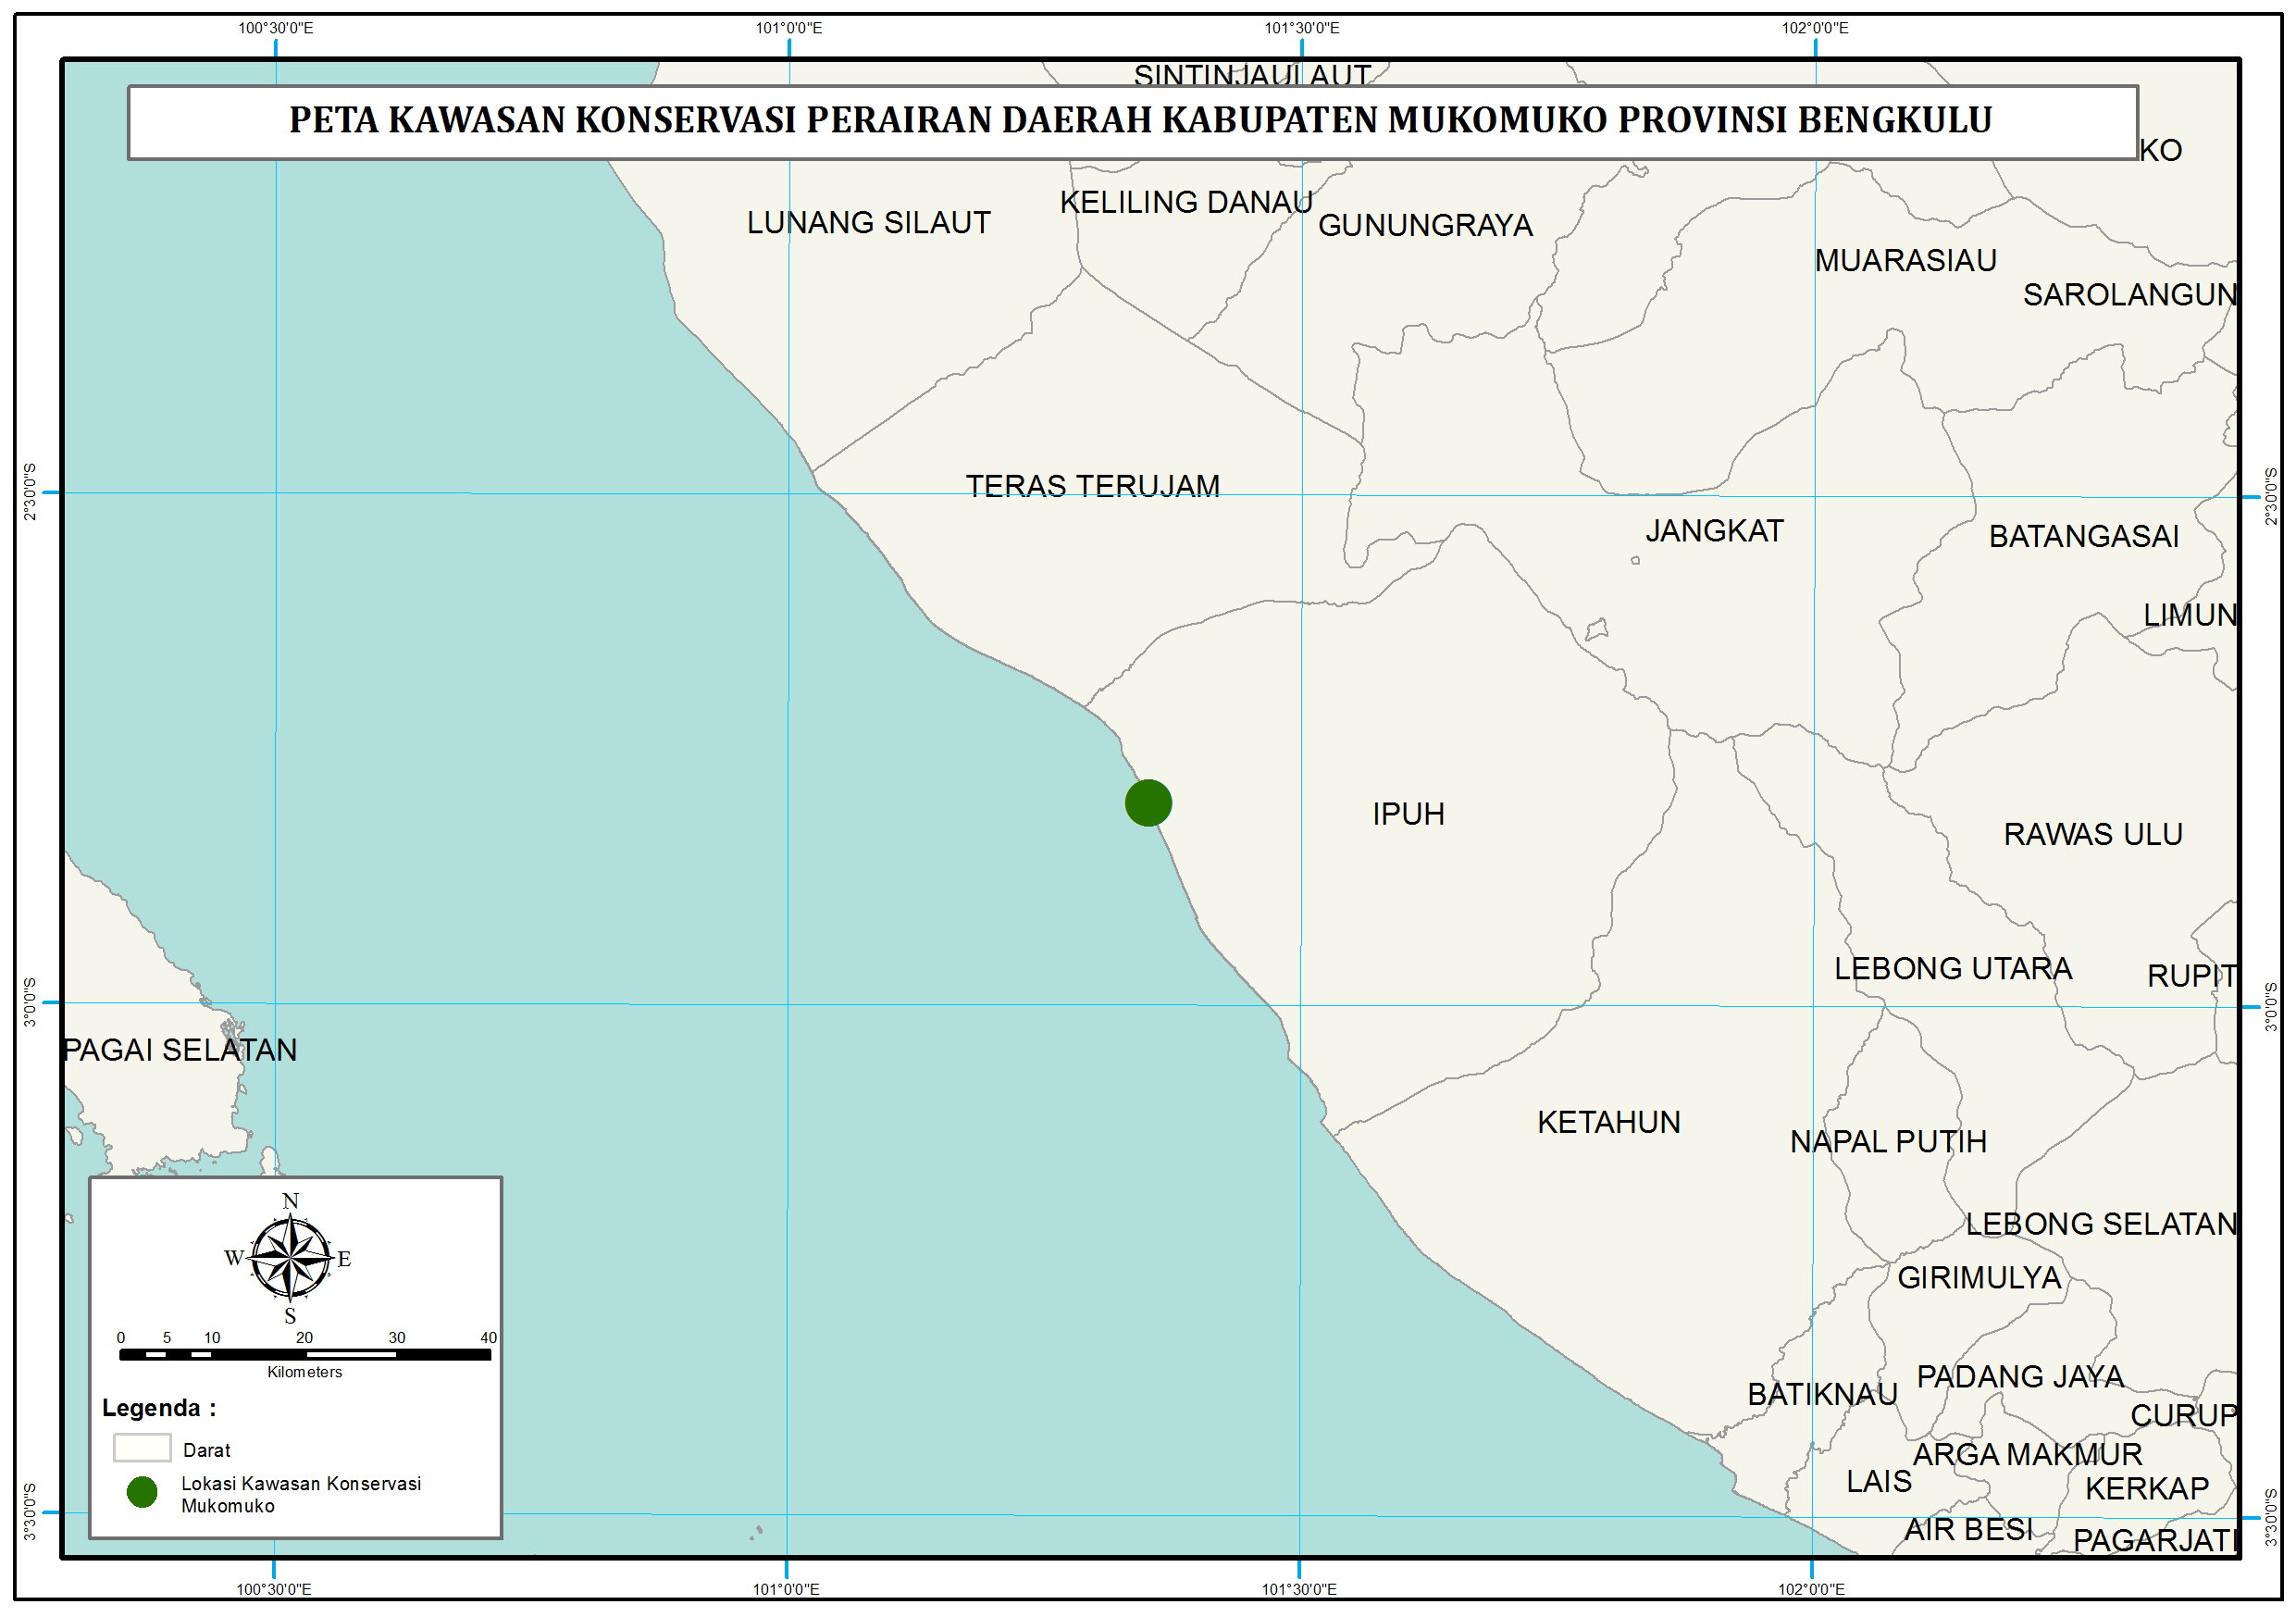 100°30'0"E 101°0'0"E 101°30'0"E 102°0'0"E
SINTINJAULAUT
PETA KAWASAN KONSERVASI PERAIRAN DAERAH KABUPATEN MUKOMUKO PROVINSI BENGKULU
KO
LUNANG SILAUT
KELILING DANAU
GUNUNGRAYA
MUARASIAU
SAROLANGUN
2°30'0"S
TERAS TERUJAM
2°30'0"S
JANGKAT
BATANGASAI
LIMUN
IPUH
RAWAS ULU
LEBONG UTARA
RUPIT
3°0'0"S
3°0'0"S
PAGAI SELATAN
KETAHUN
NAPAL PUTIH
LEBONG SELATAN
GIRIMULYA
PADANG JAYA
BATIKNAU
CURUP
ARGA MAKMUR
LAIS
KERKAP
AIR BESI
PAGARJATI
N
W E
S
0 5 10 20 30 40
Kilometers
Legenda :
Darat
Lokasi Kawasan Konservasi
Mukomuko
3°30'0"S
3°30'0"S
100°30'0"E 101°0'0"E 101°30'0"E 102°0'0"E